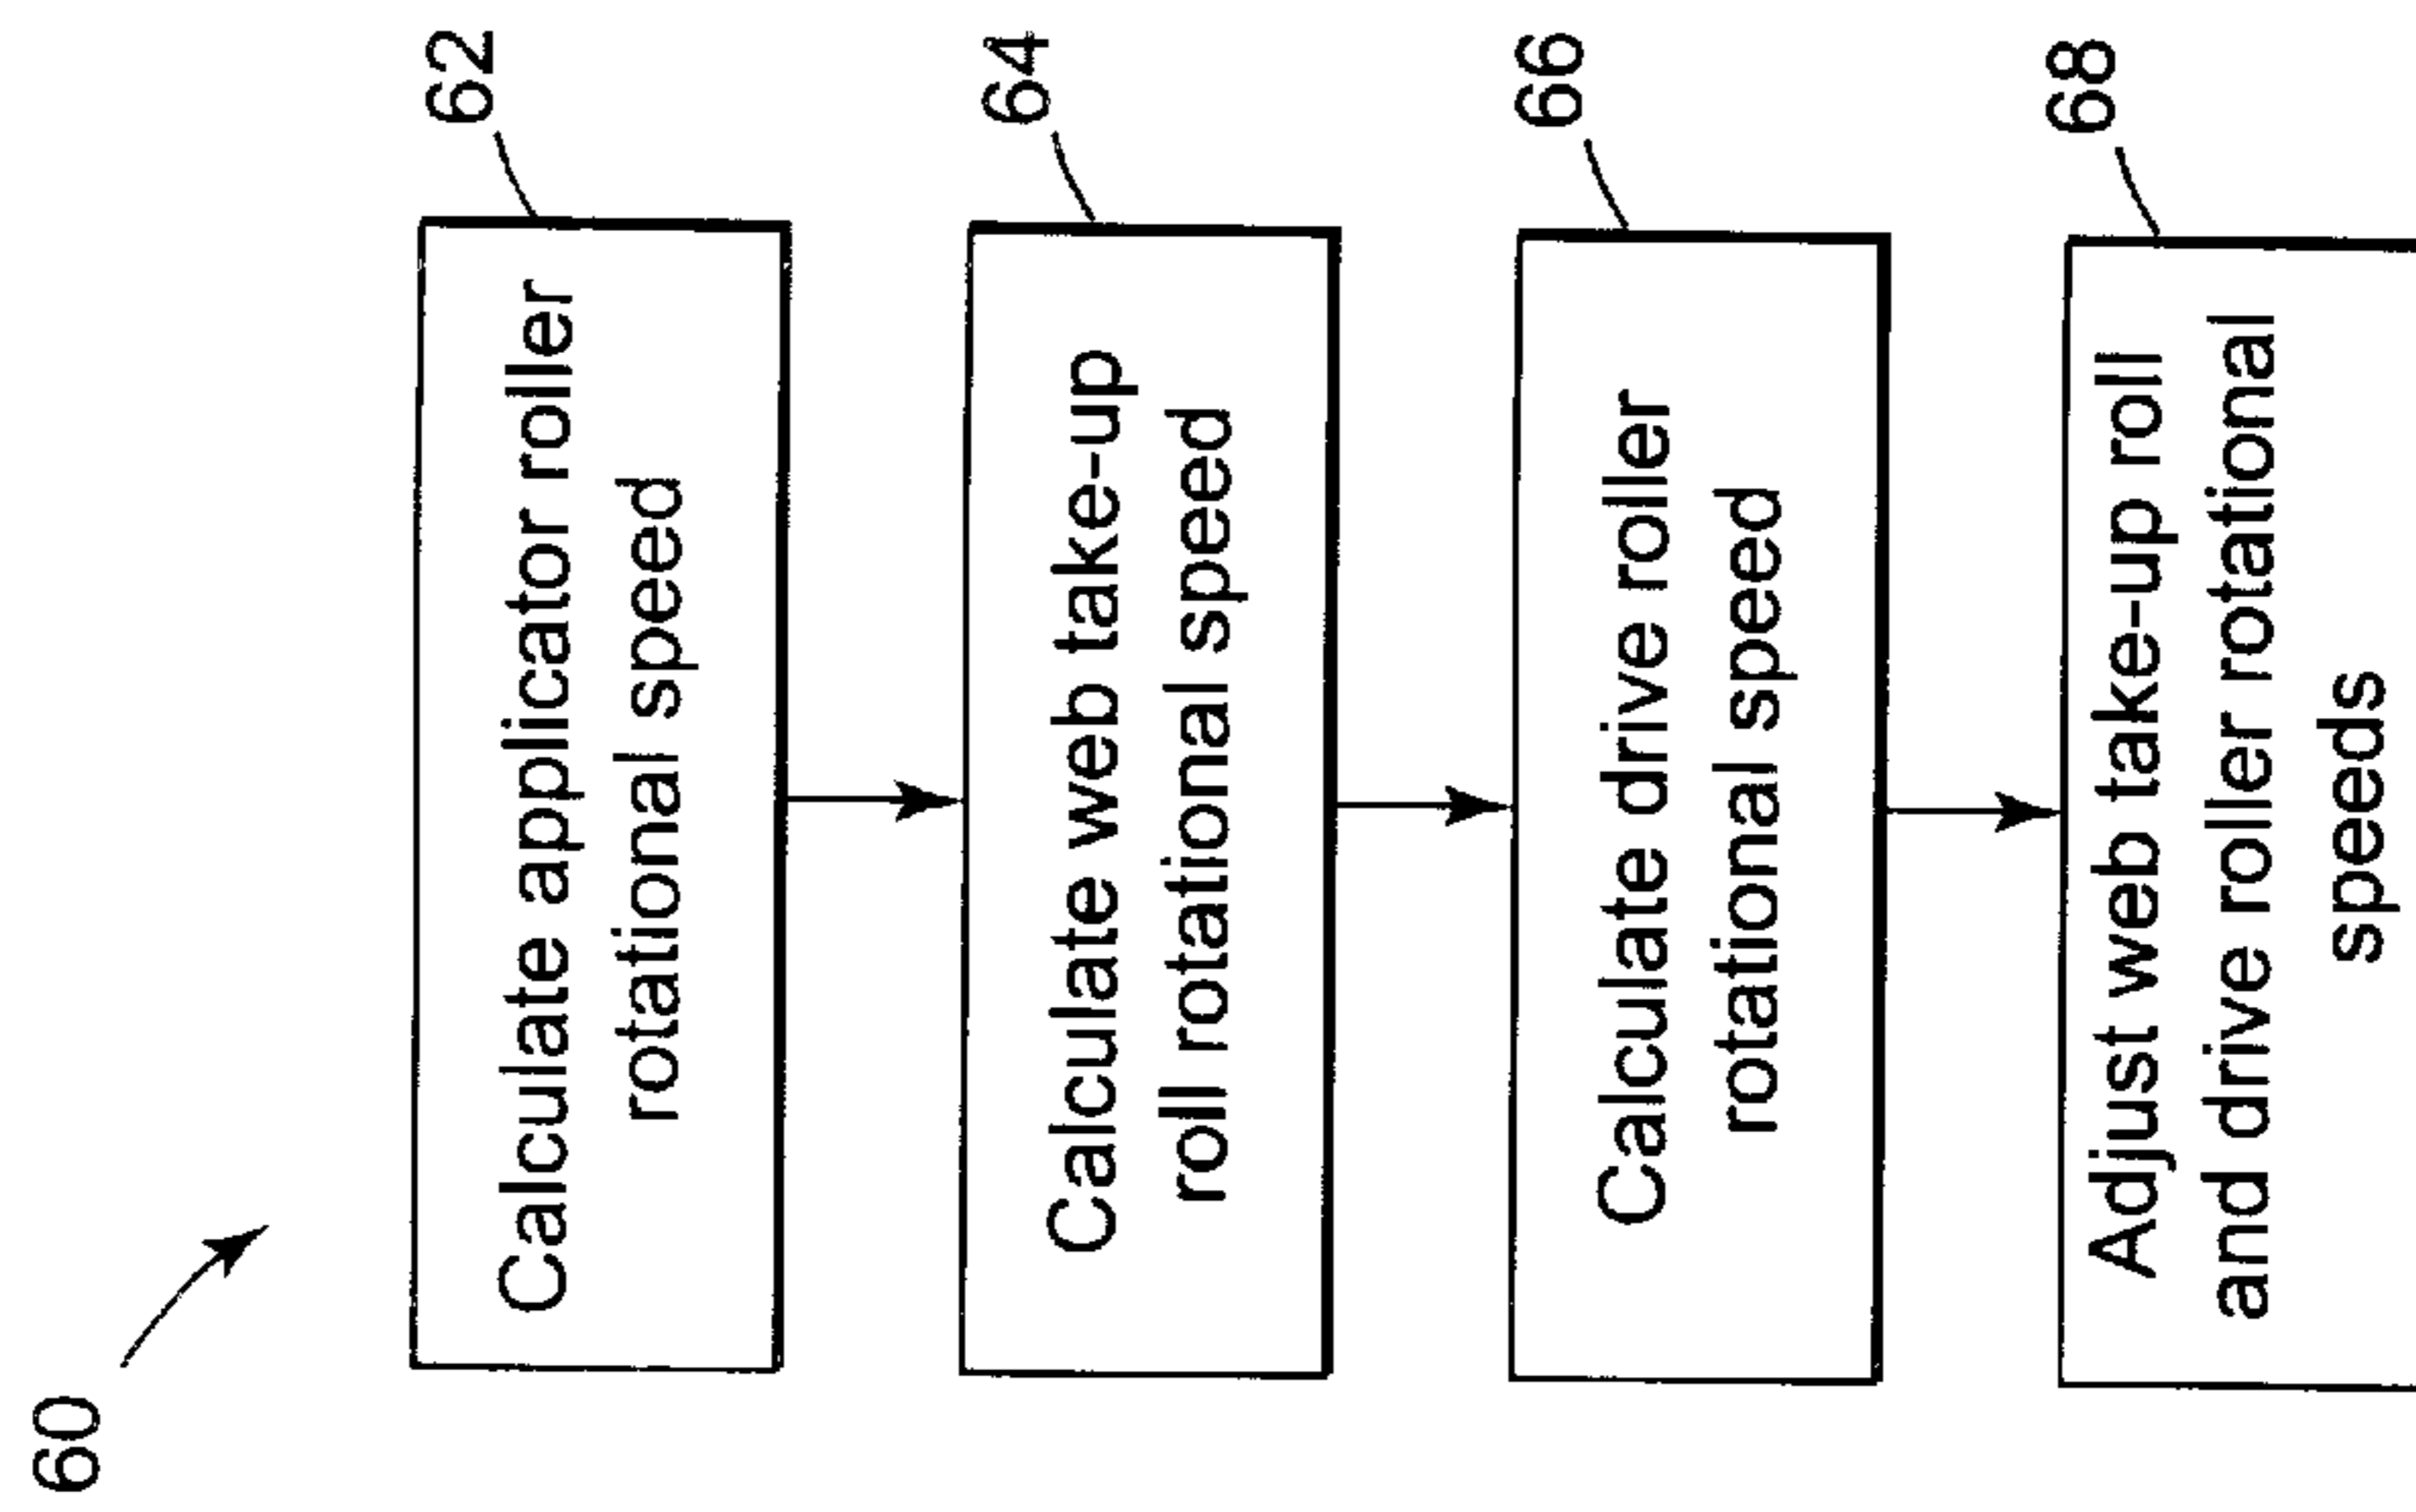 60
62
Calculate applicator roller
rotational speed
64
Calculate web take-up
roll rotational speed
66
Calculate drive roller
rotational speed
68
Adjust web take-up roll
and drive roller rotational
speeds